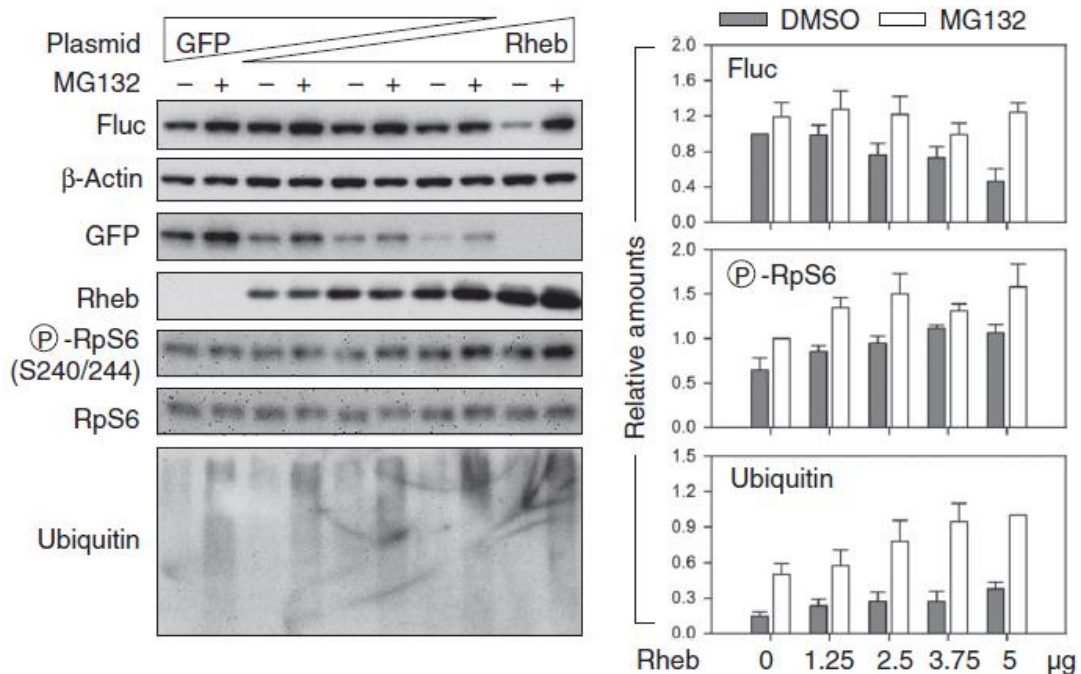 Plasmid GFP Rheb
MG132 − + − + − + − + − +
Fluc
β-Actin
GFP
Rheb
Ⓟ-RpS6
(S240/244)
RpS6
Ubiquitin
DMSO MG132
Relative amounts
Fluc
2.0
1.6
1.2
0.8
0.4
0.0
Ⓟ-RpS6
2.0
1.5
1.0
0.5
0.0
Ubiquitin
1.5
1.2
0.9
0.6
0.3
0.0
Rheb 0 1.25 2.5 3.75 5 μg